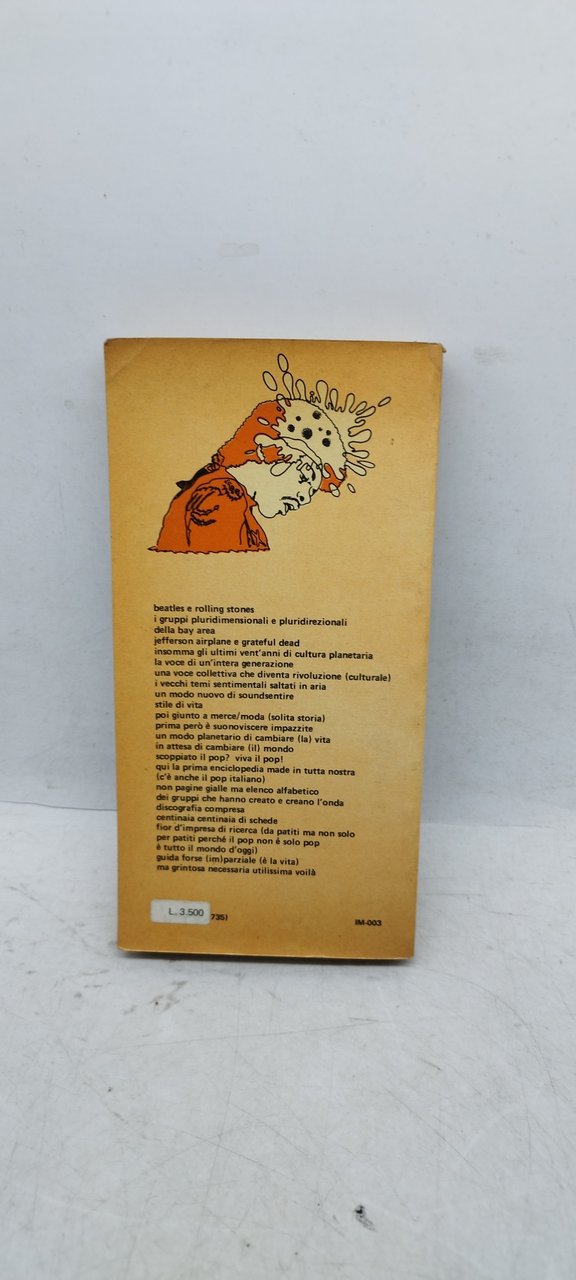 beatles e rolling stones
i gruppi pluridimensionali e pluridirezionali
della bay area
jefferson airplane e grateful dead
insomma gli ultimi vent'anni di cultura planetaria
la voce di un'intera generazione
una voce collettiva che diventa rivoluzione (culturale)
i vecchi temi sentimentali saltati in aria
un modo nuovo di soundsentire
stile di vita
poi giunto a merce/moda (solita storia)
prima però è suonoviscere impazzite
un modo planetario di cambiare (la) vita
in attesa di cambiare (il) mondo
scoppiato il pop? viva il pop!
qui la prima enciclopedia made in tutta nostra
(c'è anche il pop italiano)
non pagine gialle ma elenco alfabetico
dei gruppi che hanno creato e creano l'onda
discografia compresa
centinaia centinaia di schede
fior d'impresa di ricerca (da patiti ma non solo
per patiti perché il pop non é solo pop
è tutto il mondo d'oggi)
guida forse (im)parziale (è la vita)
ma grintosa necessaria utilissima voilà
L. 3.500 735) IM-003